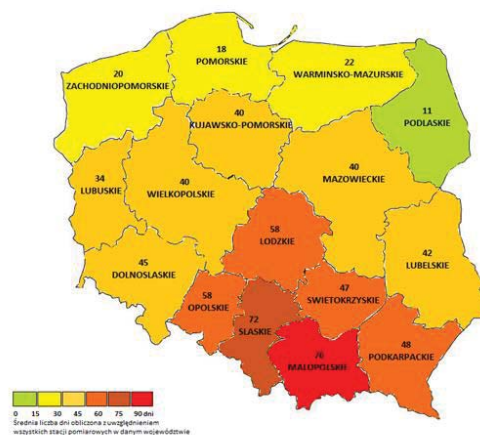 18
POMORSKIE
22
WARMINSKO-MAZURSKIE
20
ZACHODNIOPOMORSKIE
11
PODLASKIE
40
KUJAWSKO-POMORSKIE
34
LUBUSKIE
40
WIELKOPOLSKIE
40
MAZOWIECKIE
58
LODZKIE
42
LUBELSKIE
45
DOLNOSLASKIE
58
OPOLSKIE
72
SLASKIE
47
SWIETOKRZYSKIE
76
MALOPOLSKIE
48
PODKARPACKIE
0 15 30 45 60 75 90 dni
Średnia liczba dni obliczona z uwzględnieniem
wszystkich stacji pomiarowych w danym województwie